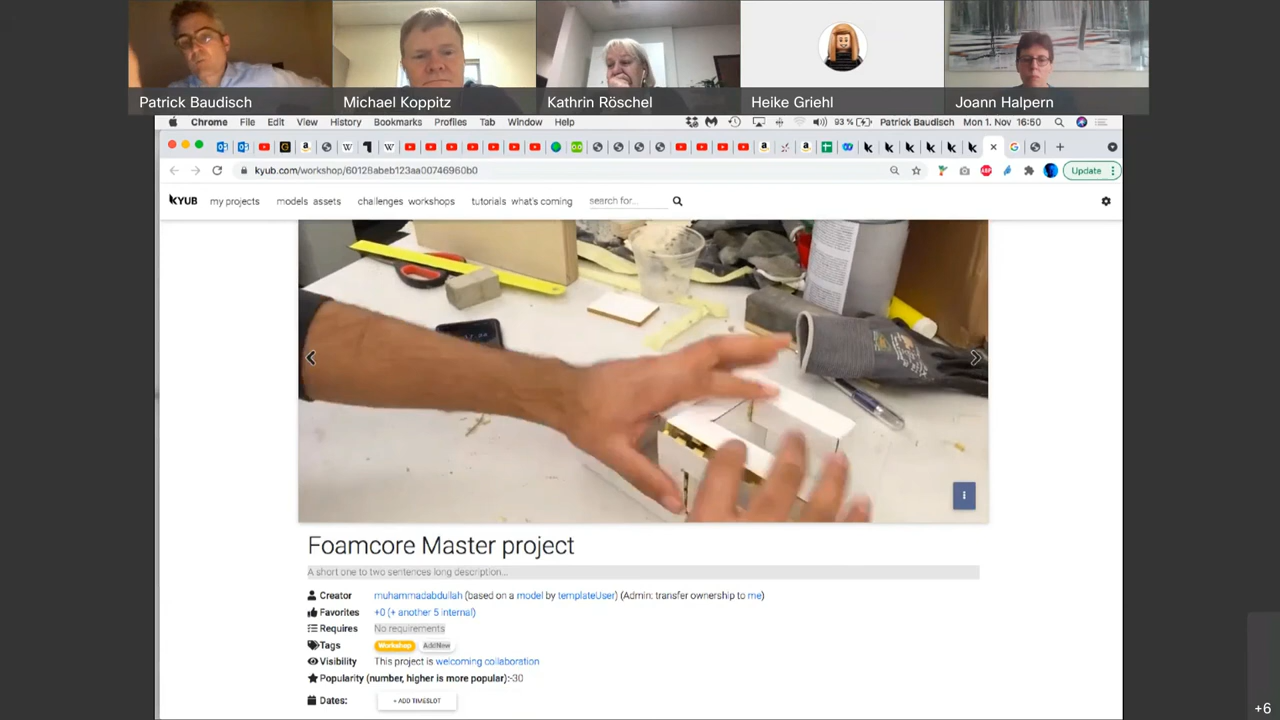 Patrick Baudisch
Michael Koppitz
Kathrin Röschel
Heike Griehl
Joann Halpern
Chrome File Edit View History Bookmarks Profiles Tab Window Help 93 % Patrick Baudisch Mon 1. Nov 16:50
kyub.com/workshop/60128abeb123aa00746960b0 Update
KYUB my projects models assets challenges workshops tutorials what's coming search for...
Foamcore Master project
A short one to two sentences long description...
Creator muhammadabdullah (based on a model by templateUser) (Admin: transfer ownership to me)
Favorites +0 (+ another 5 internal)
Requires No requirements
Tags Workshop AddNew
Visibility This project is welcoming collaboration
Popularity (number, higher is more popular):-30
Dates: + ADD TIMESLOT
+6